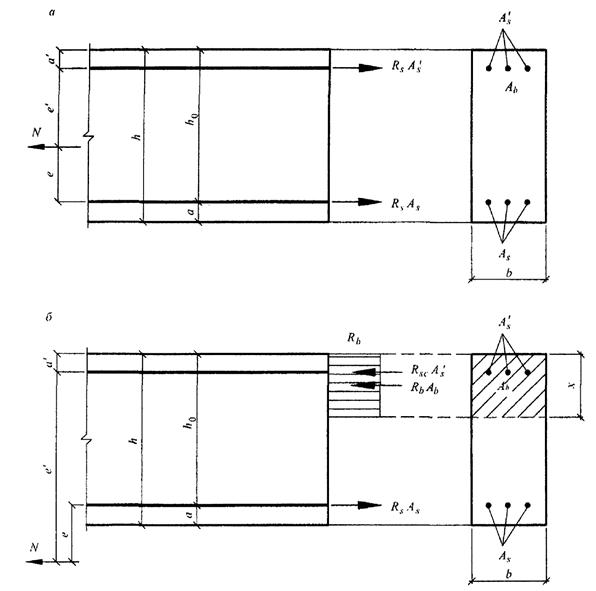 а
A's
a'
Rs A's
Ab
e'
N
h
h0
e
Rs As
a
As
b
б
Rb
A's
a'
Rsc A's
Rb Ab
Ab
x
h0
e'
h
Rs As
a
e
N
As
b